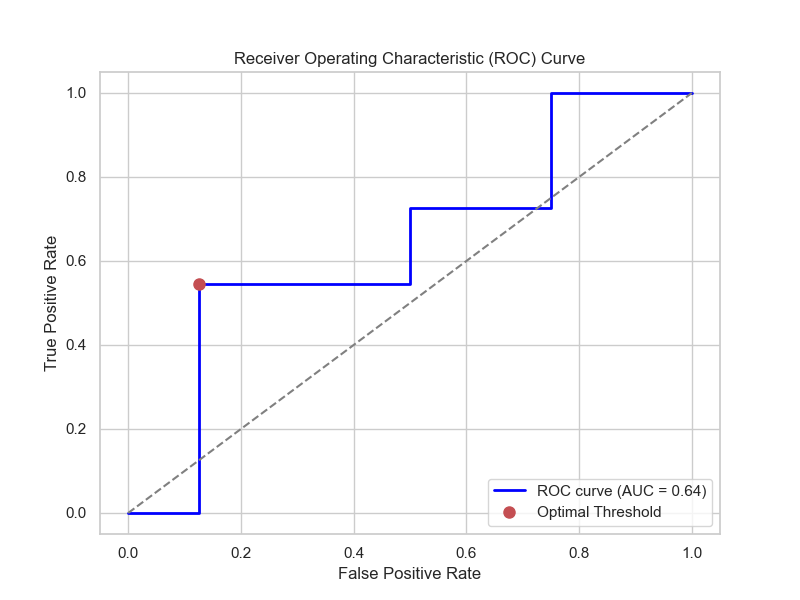 Receiver Operating Characteristic (ROC) Curve
True Positive Rate
1.0
0.8
0.6
0.4
0.2
0.0
ROC curve (AUC = 0.64)
Optimal Threshold
0.0 0.2 0.4 0.6 0.8 1.0
False Positive Rate